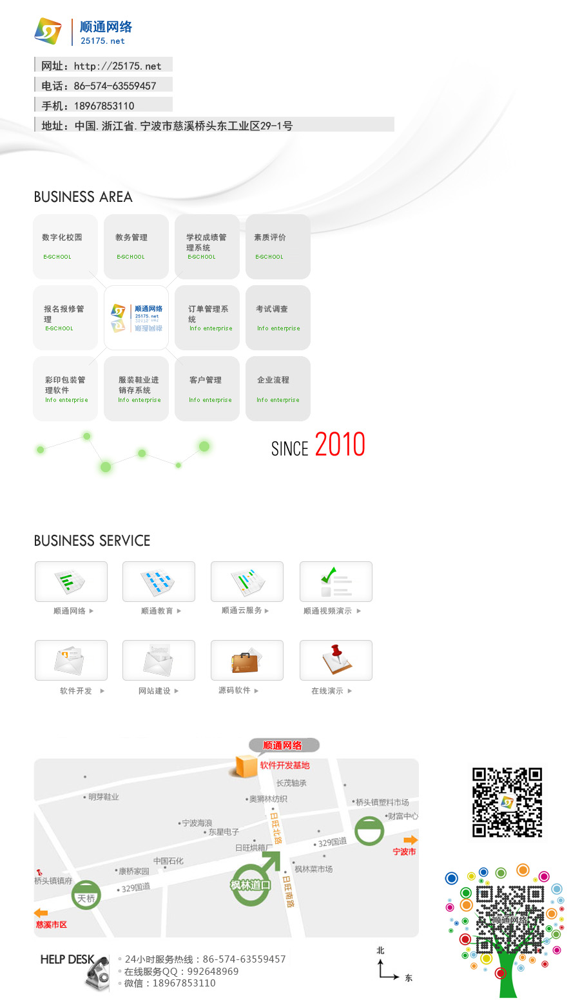 顺通网络
25175.net
网址：http://25175.net
电话：86-574-63559457
手机：18967853110
地址：中国.浙江省.宁波市慈溪桥头东工业区29-1号
BUSINESS AREA
数字化校园
E-SCHOOL
教务管理
E-SCHOOL
学校成绩管
理系统
E-SCHOOL
素质评价
E-SCHOOL
报名报修管
理
E-SCHOOL
顺通网络
25175.net
订单管理系
统
Info enterprise
考试调查
Info enterprise
彩印包装管
理软件
Info enterprise
服装鞋业进
销存系统
Info enterprise
客户管理
Info enterprise
企业流程
Info enterprise
SINCE 2010
BUSINESS SERVICE
顺通网络
顺通教育
顺通云服务
顺通视频演示
软件开发
网站建设
源码软件
在线演示
顺通网络
软件开发基地
长茂轴承
明芽鞋业
奥狮林纺织
桥头镇塑料市场
财富中心
日旺北路
宁波海浪
东星电子
日旺烘箱厂
329国道
宁波市
中国石化
康桥家园
枫林菜市场
桥头镇镇府
枫林道口
329国道
天桥
日旺南路
慈溪市区
顺通网络
HELP DESK
24小时服务热线：86-574-63559457
在线服务QQ：992648969
微信：18967853110
北
东